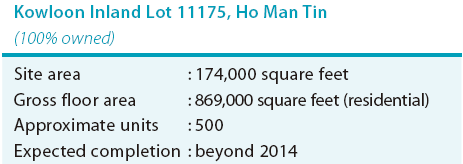 Kowloon Inland Lot 11175, Ho Man Tin
(100% owned)
Site area : 174,000 square feet
Gross floor area : 869,000 square feet (residential)
Approximate units : 500
Expected completion : beyond 2014